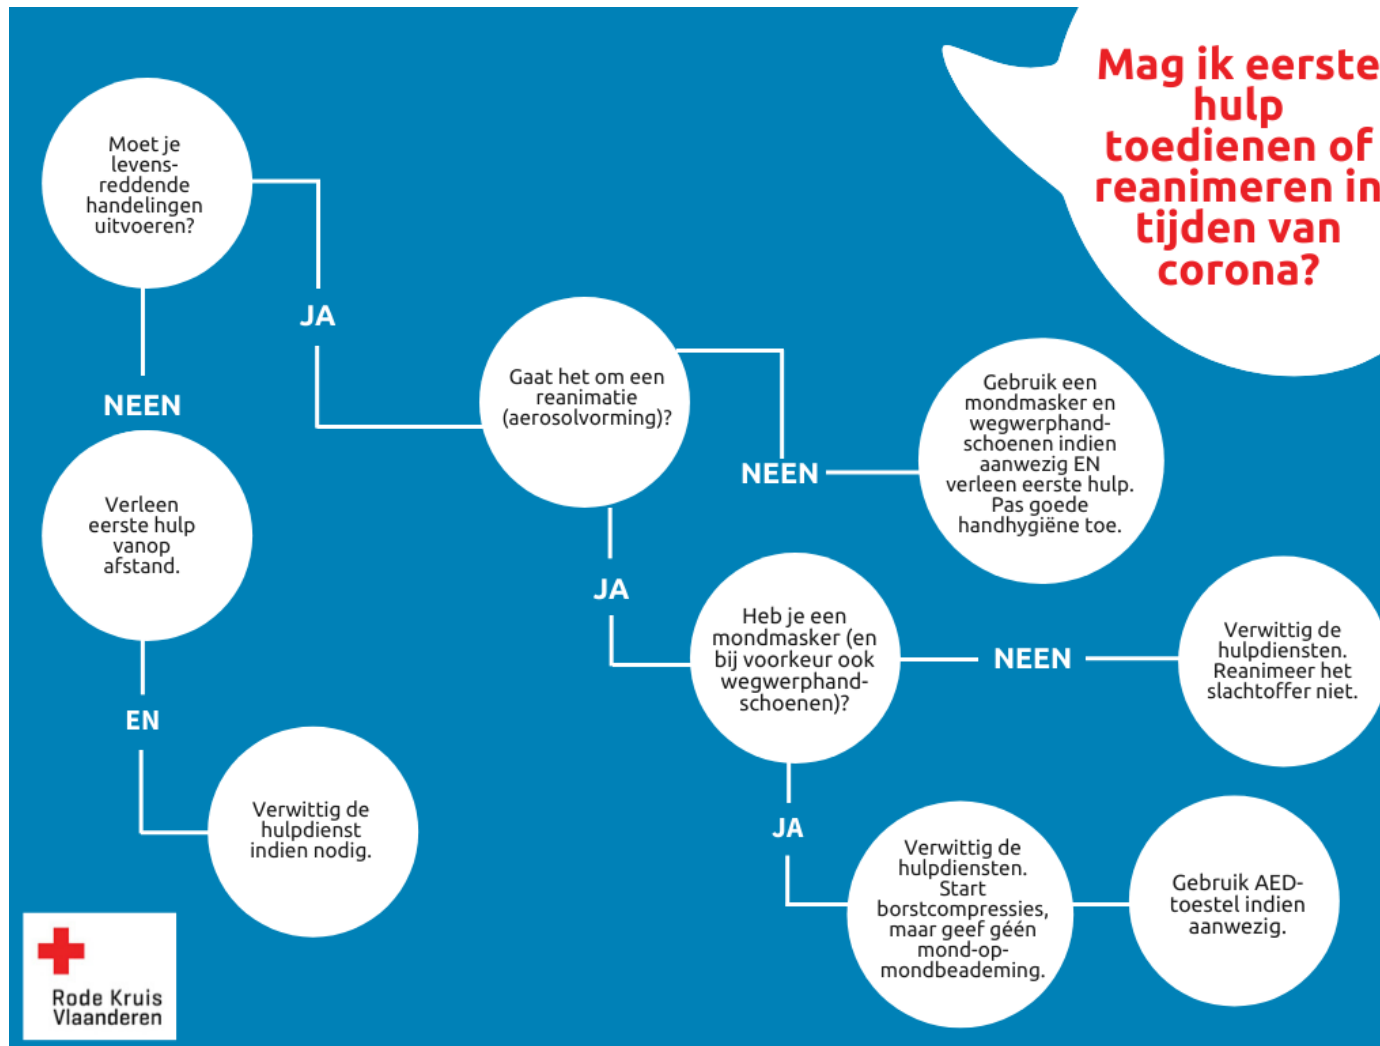 Mag ik eerste
hulp
toedienen of
reanimeren in
tijden van
corona?
Moet je
levens-
reddende
handelingen
uitvoeren?
JA
NEEN
Verleen
eerste hulp
vanop
afstand.
EN
Verwittig de
hulpdienst
indien nodig.
Gaat het om een
reanimatie
(aerosolvorming)?
NEEN
Gebruik een
mondmasker en
wegwerphand-
schoenen indien
aanwezig EN
verleen eerste hulp.
Pas goede
handhygiëne toe.
JA
Heb je een
mondmasker (en
bij voorkeur ook
wegwerphand-
schoenen)?
NEEN
Verwittig de
hulpdiensten.
Reanimeer het
slachtoffer niet.
JA
Verwittig de
hulpdiensten.
Start
borstcompressies,
maar geef géén
mond-op-
mondbeademing.
Gebruik AED-
toestel indien
aanwezig.
Rode Kruis
Vlaanderen